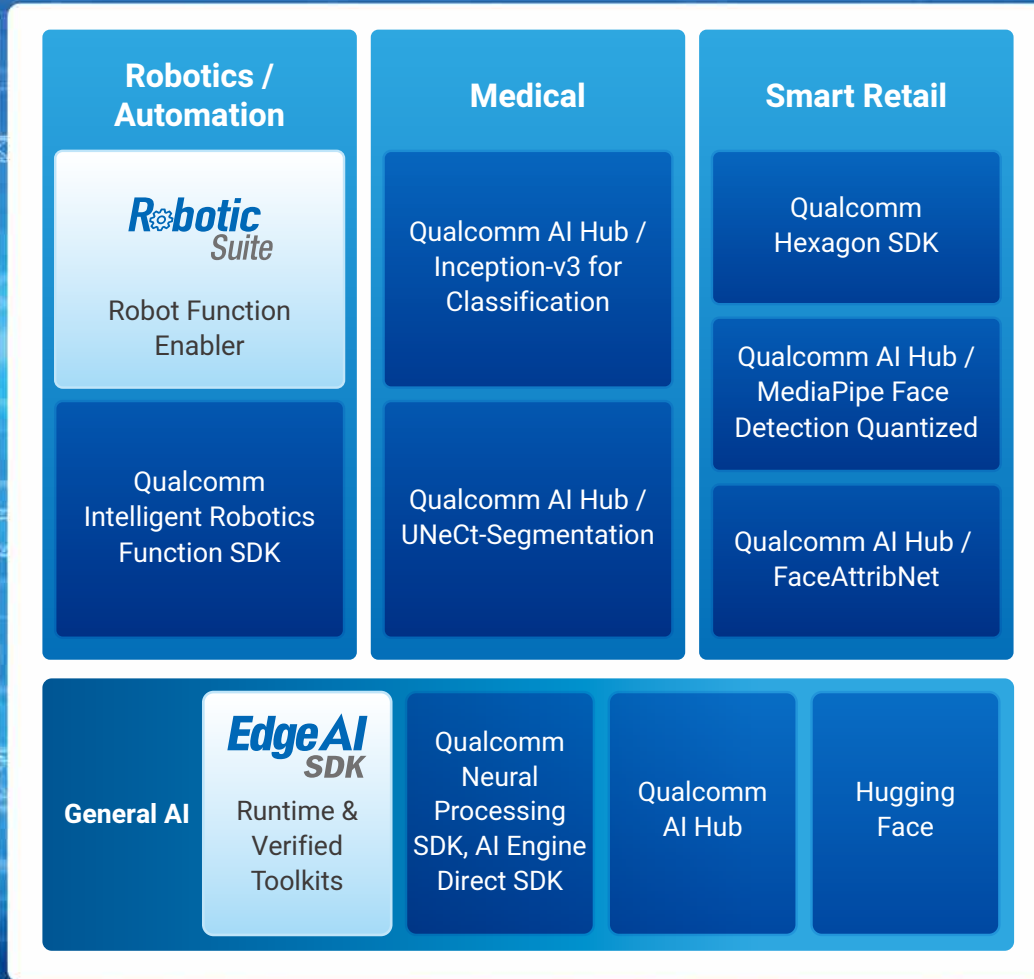 Robotics /
Automation
Robotic
Suite
Robot Function
Enabler
Qualcomm
Intelligent Robotics
Function SDK
Medical
Qualcomm AI Hub /
Inception-v3 for
Classification
Qualcomm AI Hub /
UNeCt-Segmentation
Smart Retail
Qualcomm
Hexagon SDK
Qualcomm AI Hub /
MediaPipe Face
Detection Quantized
Qualcomm AI Hub /
FaceAttribNet
General AI
EdgeAI
SDK
Runtime &
Verified
Toolkits
Qualcomm
Neural
Processing
SDK, AI Engine
Direct SDK
Qualcomm
AI Hub
Hugging
Face